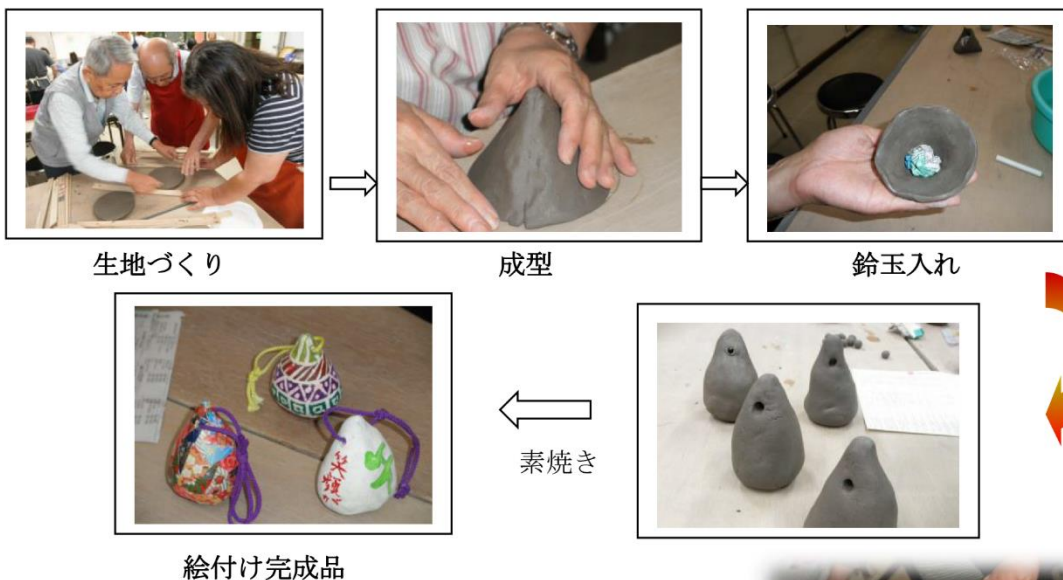 生地づくり
成型
鈴玉入れ
素焼き
絵付け完成品